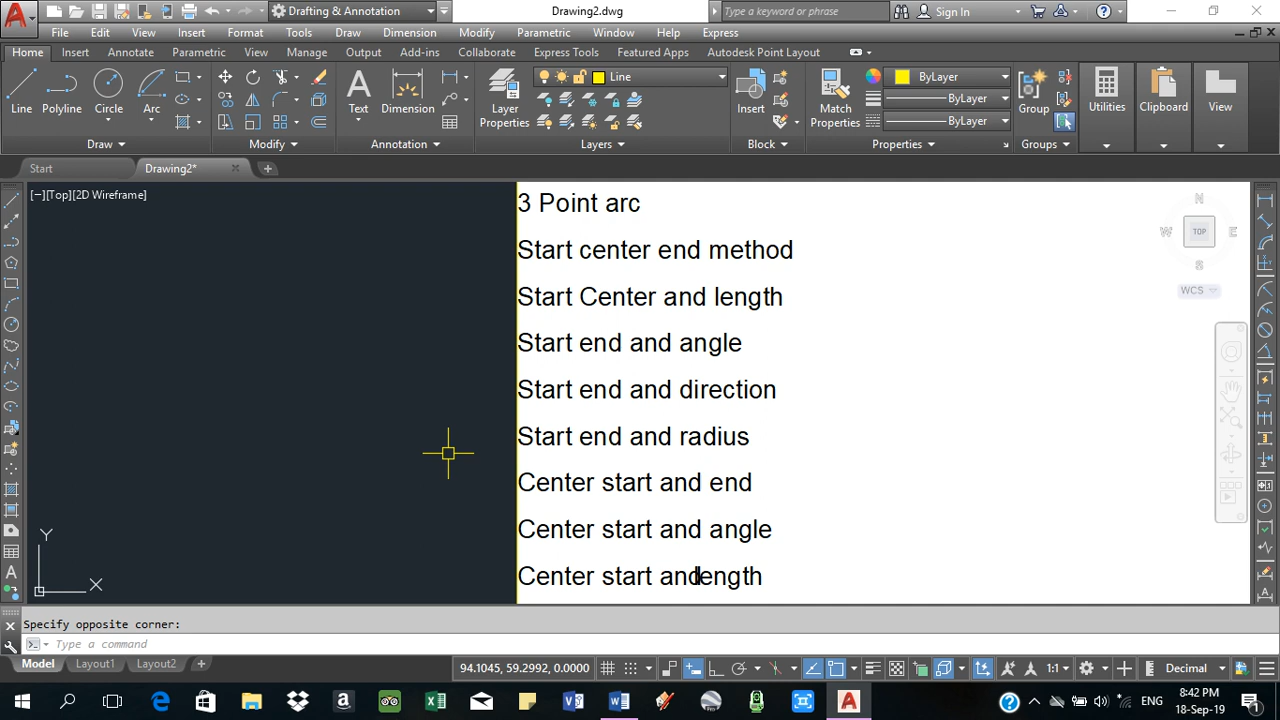 Drafting & Annotation
Drawing2.dwg
Type a keyword or phrase
Sign In
File Edit View Insert Format Tools Draw Dimension Modify Parametric Window Help Express
Home Insert Annotate Parametric View Manage Output Add-ins Collaborate Express Tools Featured Apps Autodesk Point Layout
Line
ByLayer
ByLayer
ByLayer
Line Polyline Circle Arc Text Dimension Layer Properties Insert Match Properties Group Utilities Clipboard View
Draw Modify Annotation Layers Block Properties Groups
Start Drawing2*
[−][Top][2D Wireframe]
3 Point arc
Start center end method
Start Center and length
Start end and angle
Start end and direction
Start end and radius
Center start and end
Center start and angle
Center start and length
N
W TOP E
S
WCS
Y
X
Specify opposite corner:
Type a command
Model Layout1 Layout2
94.1045, 59.2992, 0.0000
1:1
Decimal
ENG
8:42 PM
18-Sep-19